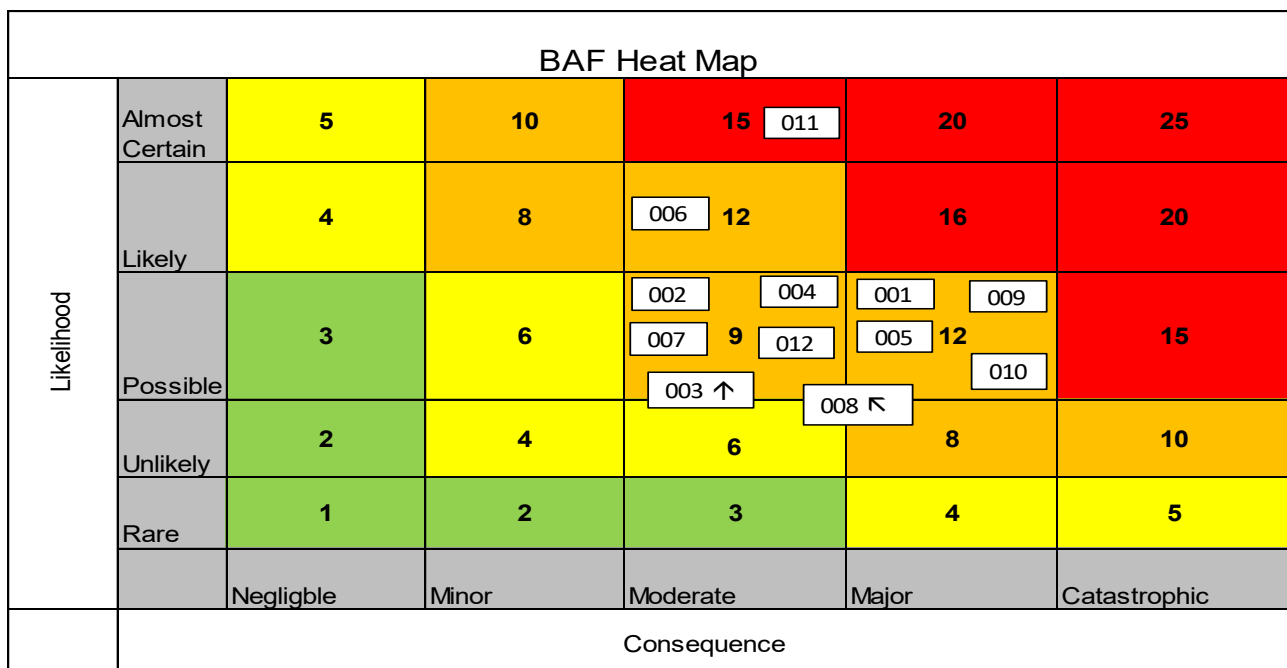 BAF Heat Map
Likelihood
Almost Certain 5 10 15 011 20 25
Likely 4 8 006 12 16 20
Possible 3 6 002 004 007 9 012 003 ↑ 001 009 005 12 010 008 ↖ 15
Unlikely 2 4 6 8 10
Rare 1 2 3 4 5
Negligble Minor Moderate Major Catastrophic
Consequence